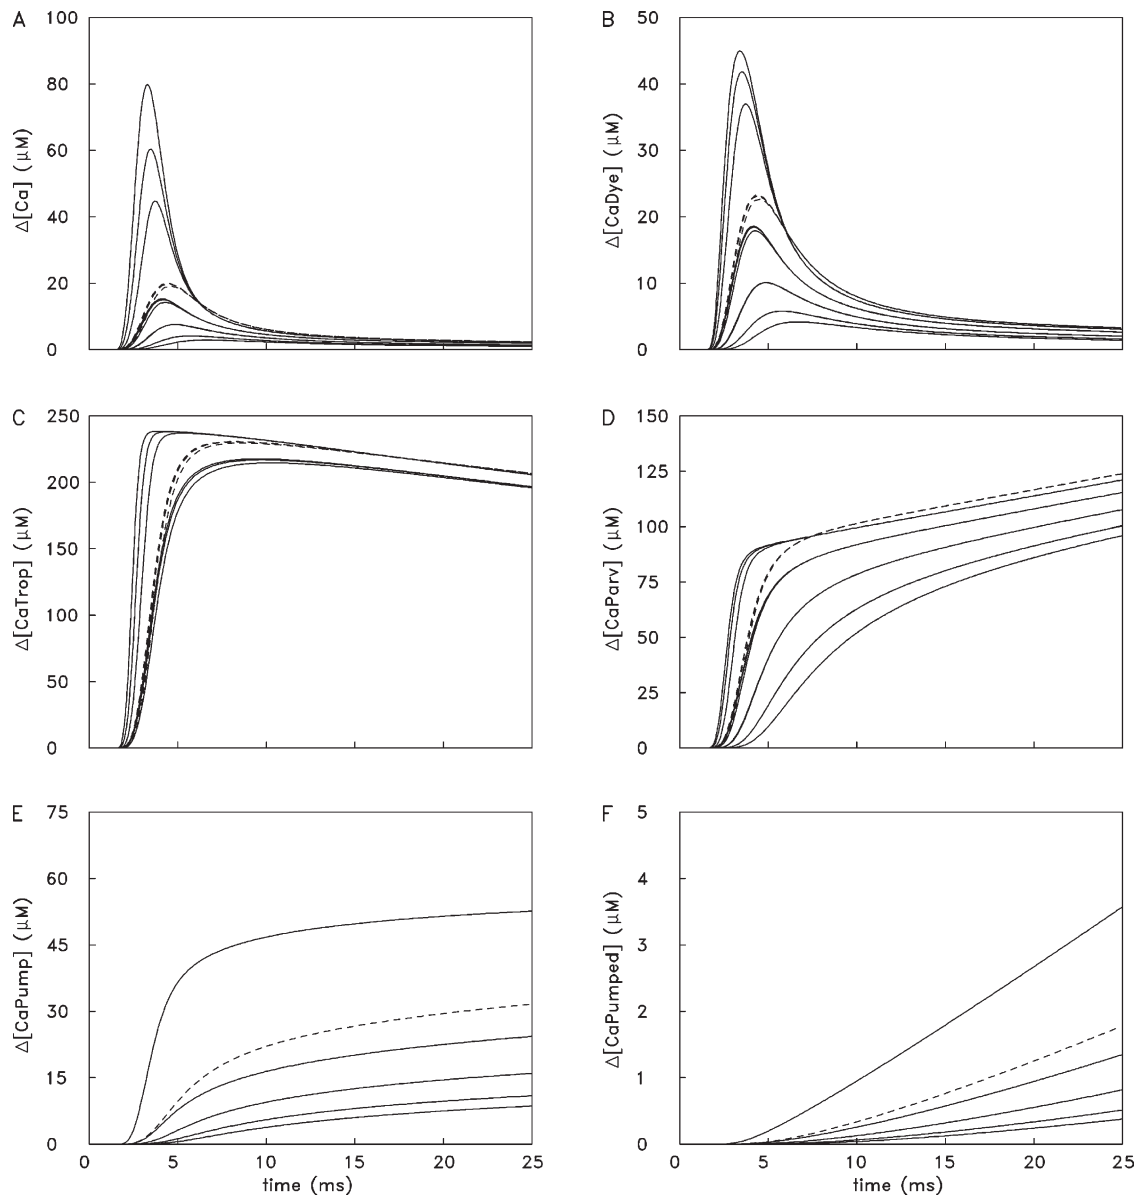 A
100
80
60
40
20
0
Δ[Ca] (μM)
B
50
40
30
20
10
0
Δ[CaDye] (μM)
C
250
200
150
100
50
0
Δ[CaTrop] (μM)
D
150
125
100
75
50
25
0
Δ[CaParv] (μM)
E
75
60
45
30
15
0
Δ[CaPump] (μM)
0 5 10 15 20 25
time (ms)
F
5
4
3
2
1
0
Δ[CaPumped] (μM)
0 5 10 15 20 25
time (ms)